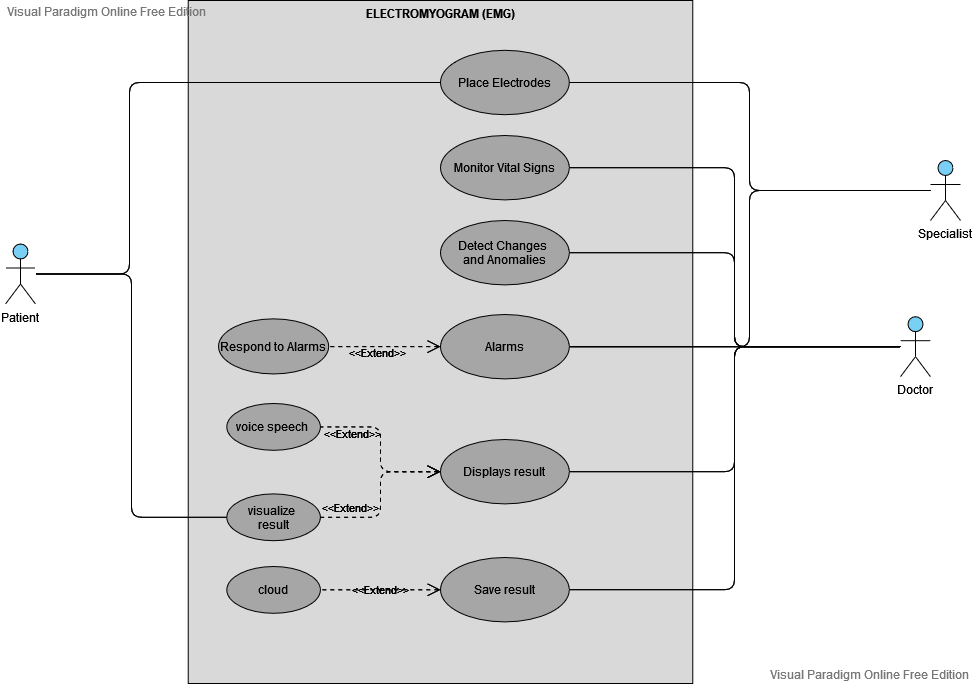 Visual Paradigm Online Free Edition
ELECTROMYOGRAM (EMG)
Place Electrodes
Monitor Vital Signs
Specialist
Detect Changes
and Anomalies
Patient
Respond to Alarms
<<Extend>>
Alarms
Doctor
voice speech
<<Extend>>
Displays result
visualize
result
<<Extend>>
cloud
<<Extend>>
Save result
Visual Paradigm Online Free Edition